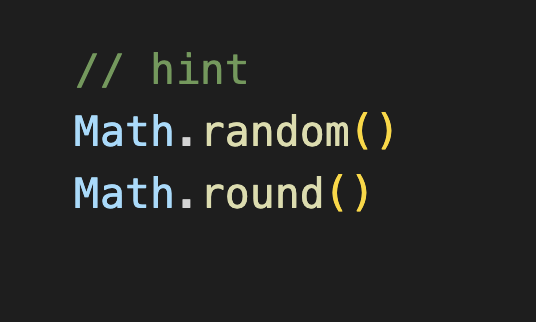 // hint
Math.random()
Math.round()